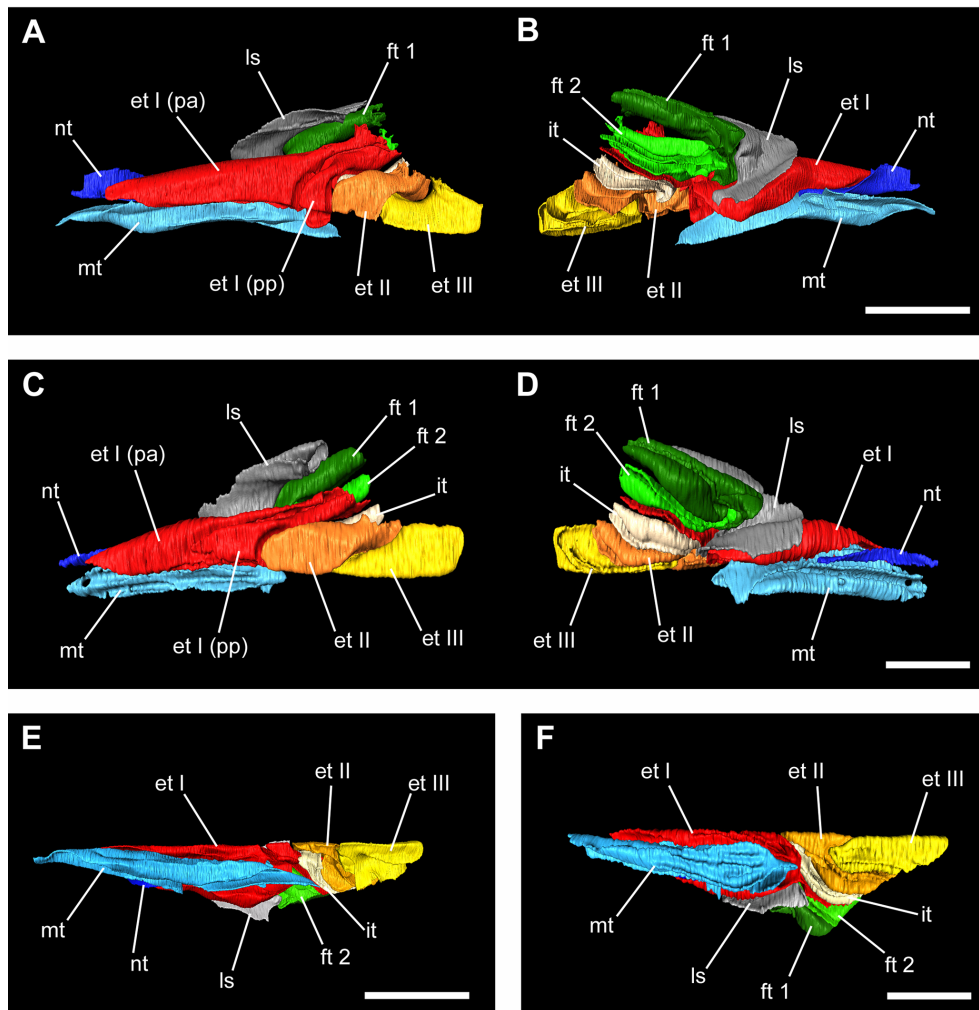 A
ls
ft 1
et I (pa)
nt
mt
et I (pp)
et II
et III
B
ft 1
ls
ft 2
et I
it
nt
et III
et II
mt
C
ls
ft 1
ft 2
et I (pa)
it
nt
mt
et I (pp)
et II
et III
D
ft 1
ft 2
ls
it
et I
nt
et III
et II
mt
E
et I
et II
et III
mt
nt
ls
ft 2
it
F
et I
et II
et III
mt
it
ls
ft 2
ft 1